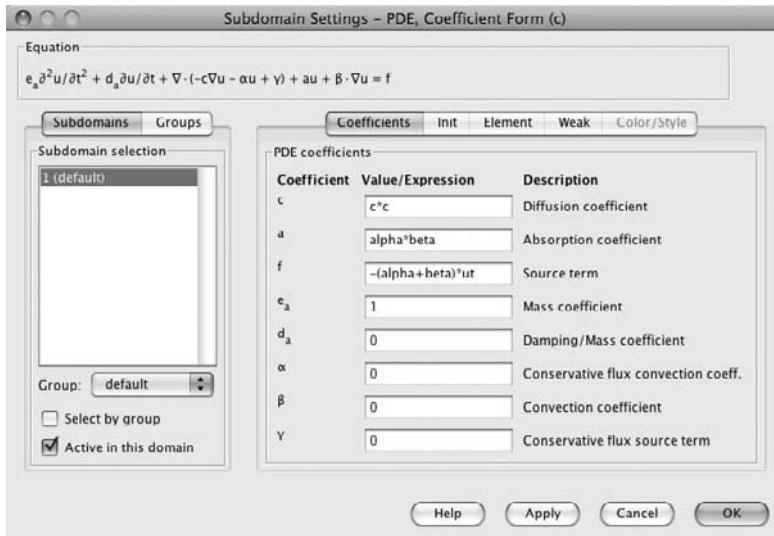 Subdomain Settings – PDE, Coefficient Form (c)
Equation
eₐ∂²u/∂t² + dₐ∂u/∂t + ∇·(-c∇u – αu + γ) + au + β·∇u = f
Subdomains Groups
Subdomain selection
1 (default)
Group: default
Select by group
Active in this domain
Coefficients Init Element Weak Color/Style
PDE coefficients
Coefficient Value/Expression Description
c c*c Diffusion coefficient
a alpha*beta Absorption coefficient
f -(alpha+beta)*ut Source term
eₐ 1 Mass coefficient
dₐ 0 Damping/Mass coefficient
α 0 Conservative flux convection coeff.
β 0 Convection coefficient
γ 0 Conservative flux source term
Help Apply Cancel OK